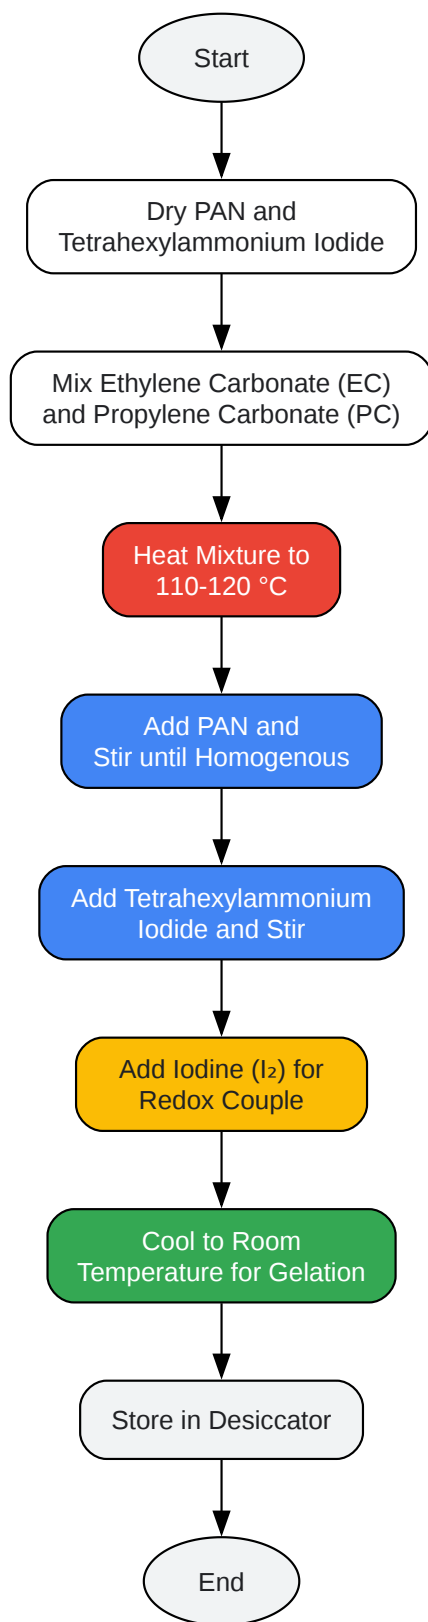 Start
Dry PAN and
Tetrahexylammonium Iodide
Mix Ethylene Carbonate (EC)
and Propylene Carbonate (PC)
Heat Mixture to
110-120 °C
Add PAN and
Stir until Homogenous
Add Tetrahexylammonium
Iodide and Stir
Add Iodine (I₂) for
Redox Couple
Cool to Room
Temperature for Gelation
Store in Desiccator
End